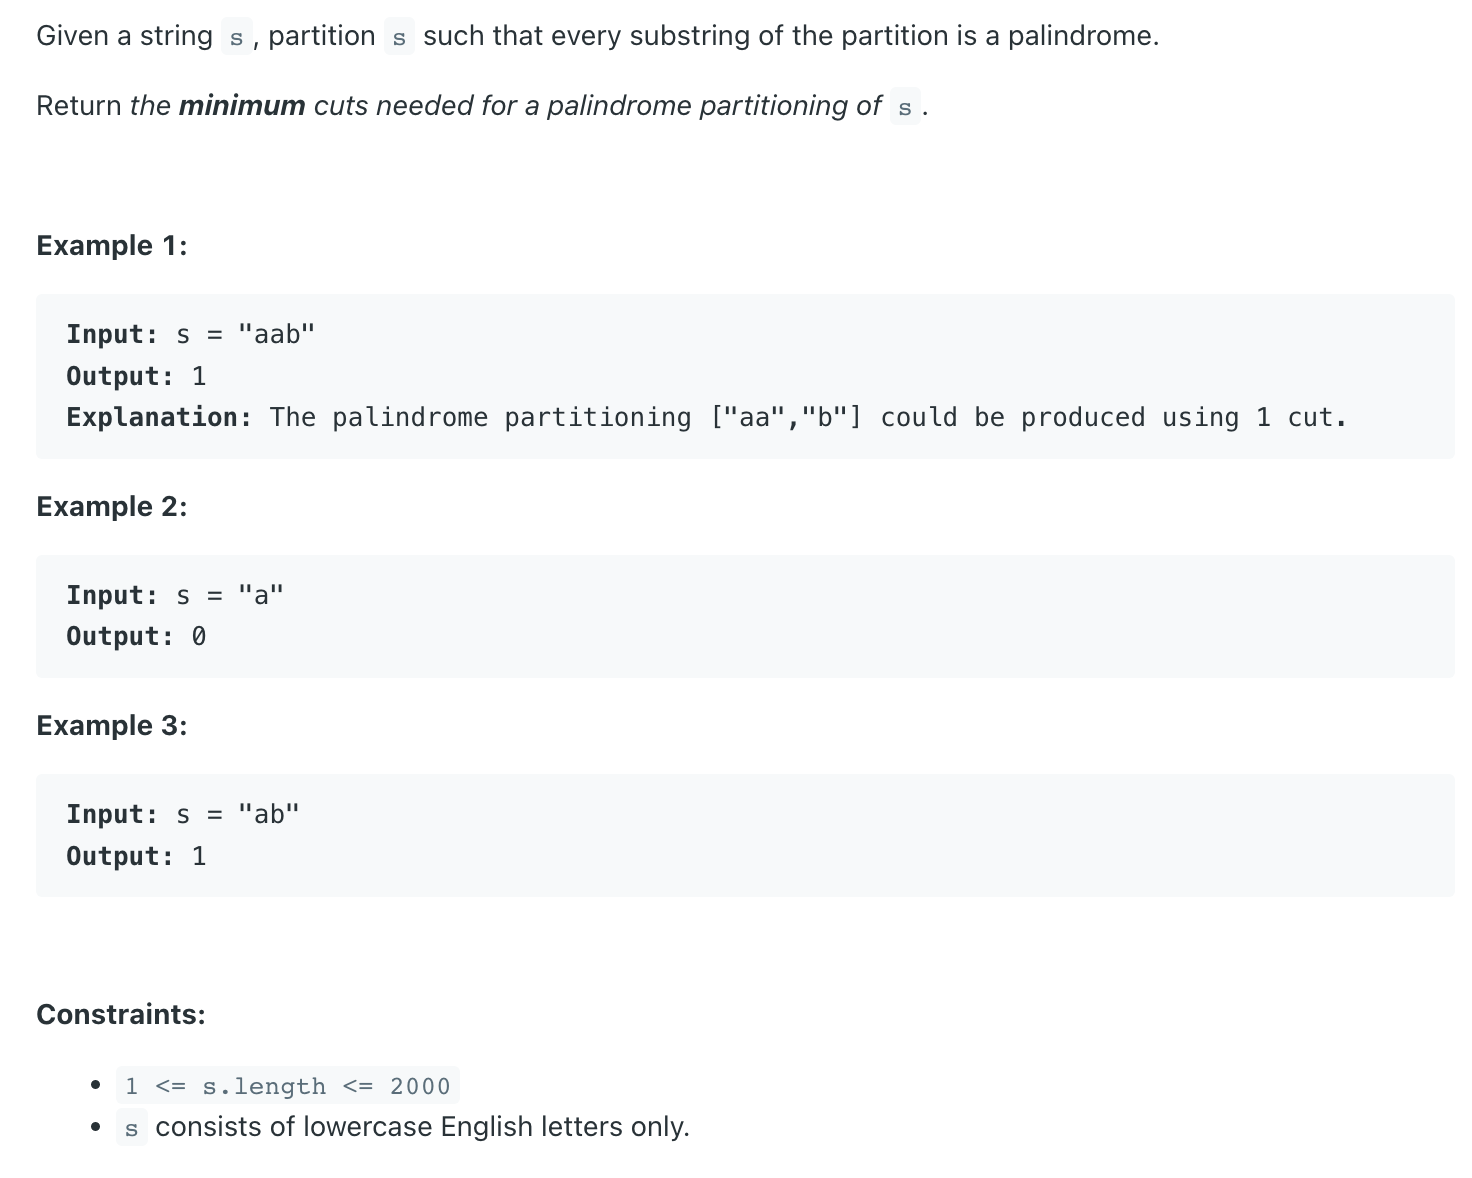 Given a string s, partition s such that every substring of the partition is a palindrome.
Return the minimum cuts needed for a palindrome partitioning of s.
Example 1:
Input: s = "aab"
Output: 1
Explanation: The palindrome partitioning ["aa","b"] could be produced using 1 cut.
Example 2:
Input: s = "a"
Output: 0
Example 3:
Input: s = "ab"
Output: 1
Constraints:
• 1 <= s.length <= 2000
• s consists of lowercase English letters only.